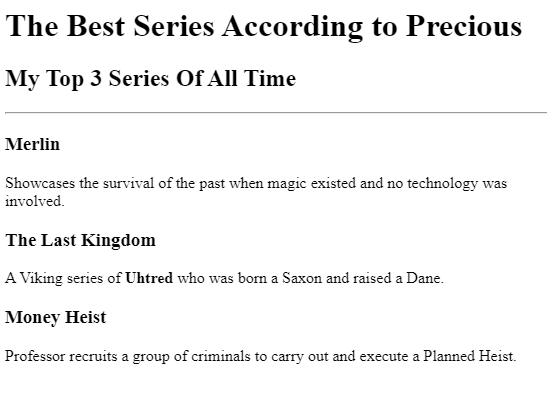 The Best Series According to Precious
My Top 3 Series Of All Time
Merlin
Showcases the survival of the past when magic existed and no technology was
involved.
The Last Kingdom
A Viking series of Uhtred who was born a Saxon and raised a Dane.
Money Heist
Professor recruits a group of criminals to carry out and execute a Planned Heist.